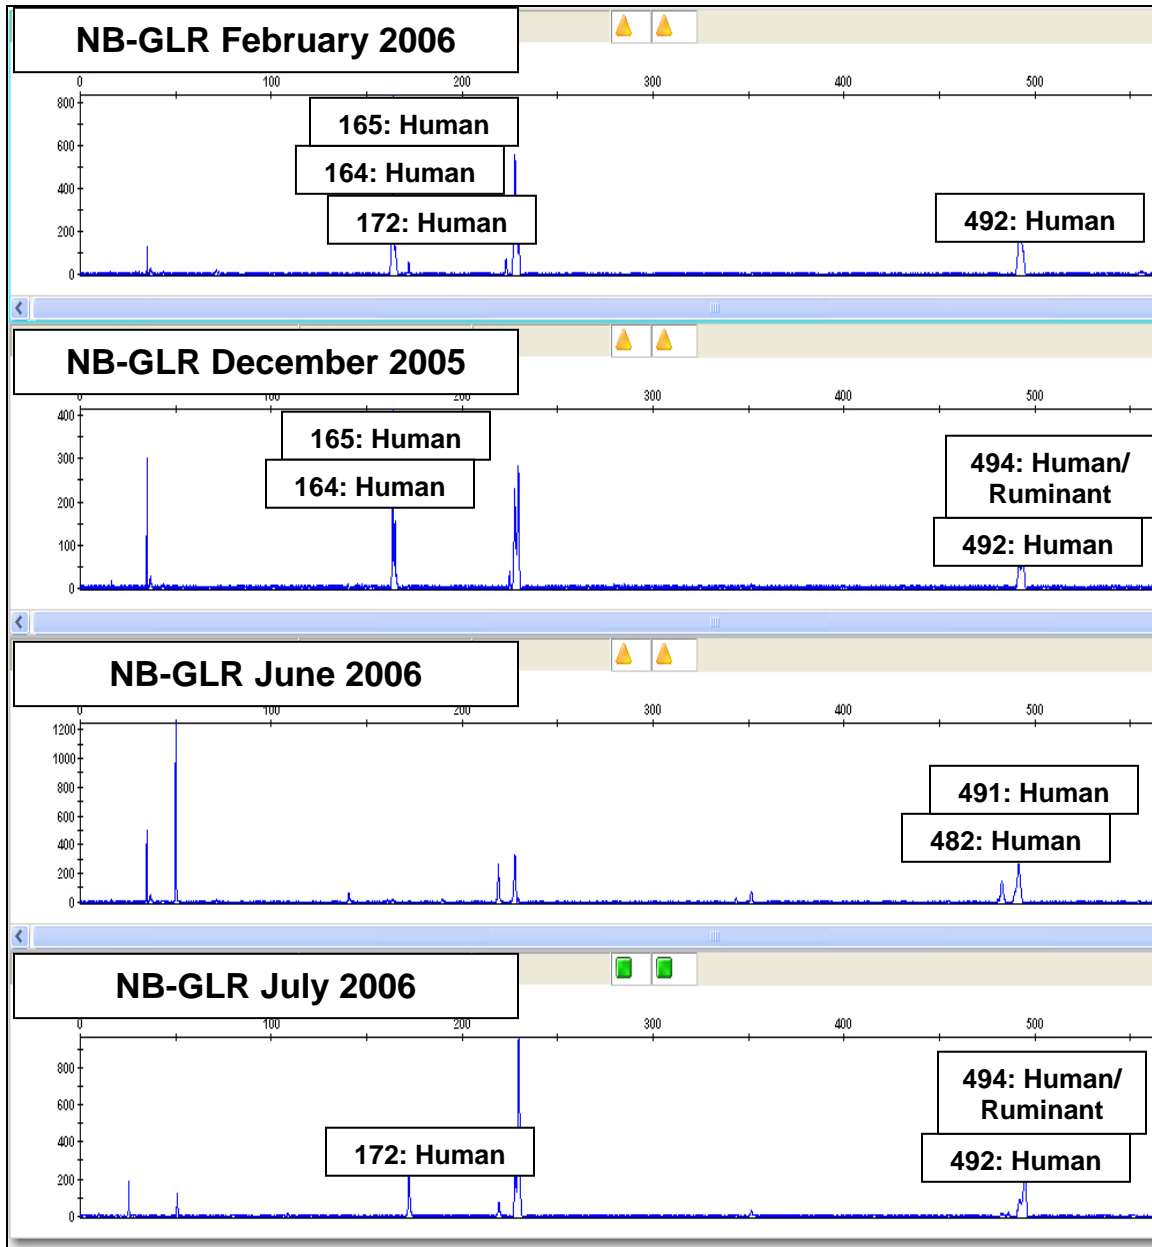 NB-GLR February 2006
0 100 200 300 400 500
800
600
400
200
0
165: Human
164: Human
172: Human
492: Human
NB-GLR December 2005
200 300 400 500
400
300
200
100
0
165: Human
164: Human
494: Human/
Ruminant
492: Human
NB-GLR June 2006
0 100 200 300 400 500
1200
1000
800
600
400
200
0
491: Human
482: Human
NB-GLR July 2006
0 100 200 300 400 500
800
600
400
200
0
172: Human
494: Human/
Ruminant
492: Human